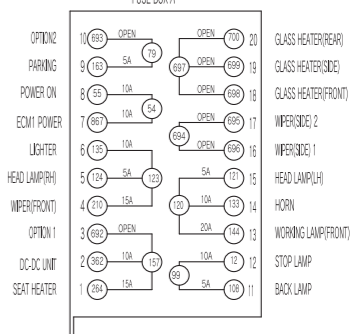 FUSE BOX A
OPTION2 10 693 OPEN 79 OPEN 700 20 GLASS HEATER(REAR)
PARKING 9 163 5A 697 OPEN 699 19 GLASS HEATER(SIDE)
POWER ON 8 55 10A 54 OPEN 698 18 GLASS HEATER(FRONT)
ECM1 POWER 7 867 10A 694 OPEN 695 17 WIPER(SIDE) 2
LIGHTER 6 135 10A OPEN 696 16 WIPER(SIDE) 1
HEAD LAMP(RH) 5 124 5A 123 5A 121 15 HEAD LAMP(LH)
WIPER(FRONT) 4 210 15A 120 10A 133 14 HORN
OPTION 1 3 692 OPEN 20A 144 13 WORKING LAMP(FRONT)
DC-DC UNIT 2 362 10A 157 10A 12 12 STOP LAMP
SEAT HEATER 1 264 15A 99 5A 108 11 BACK LAMP